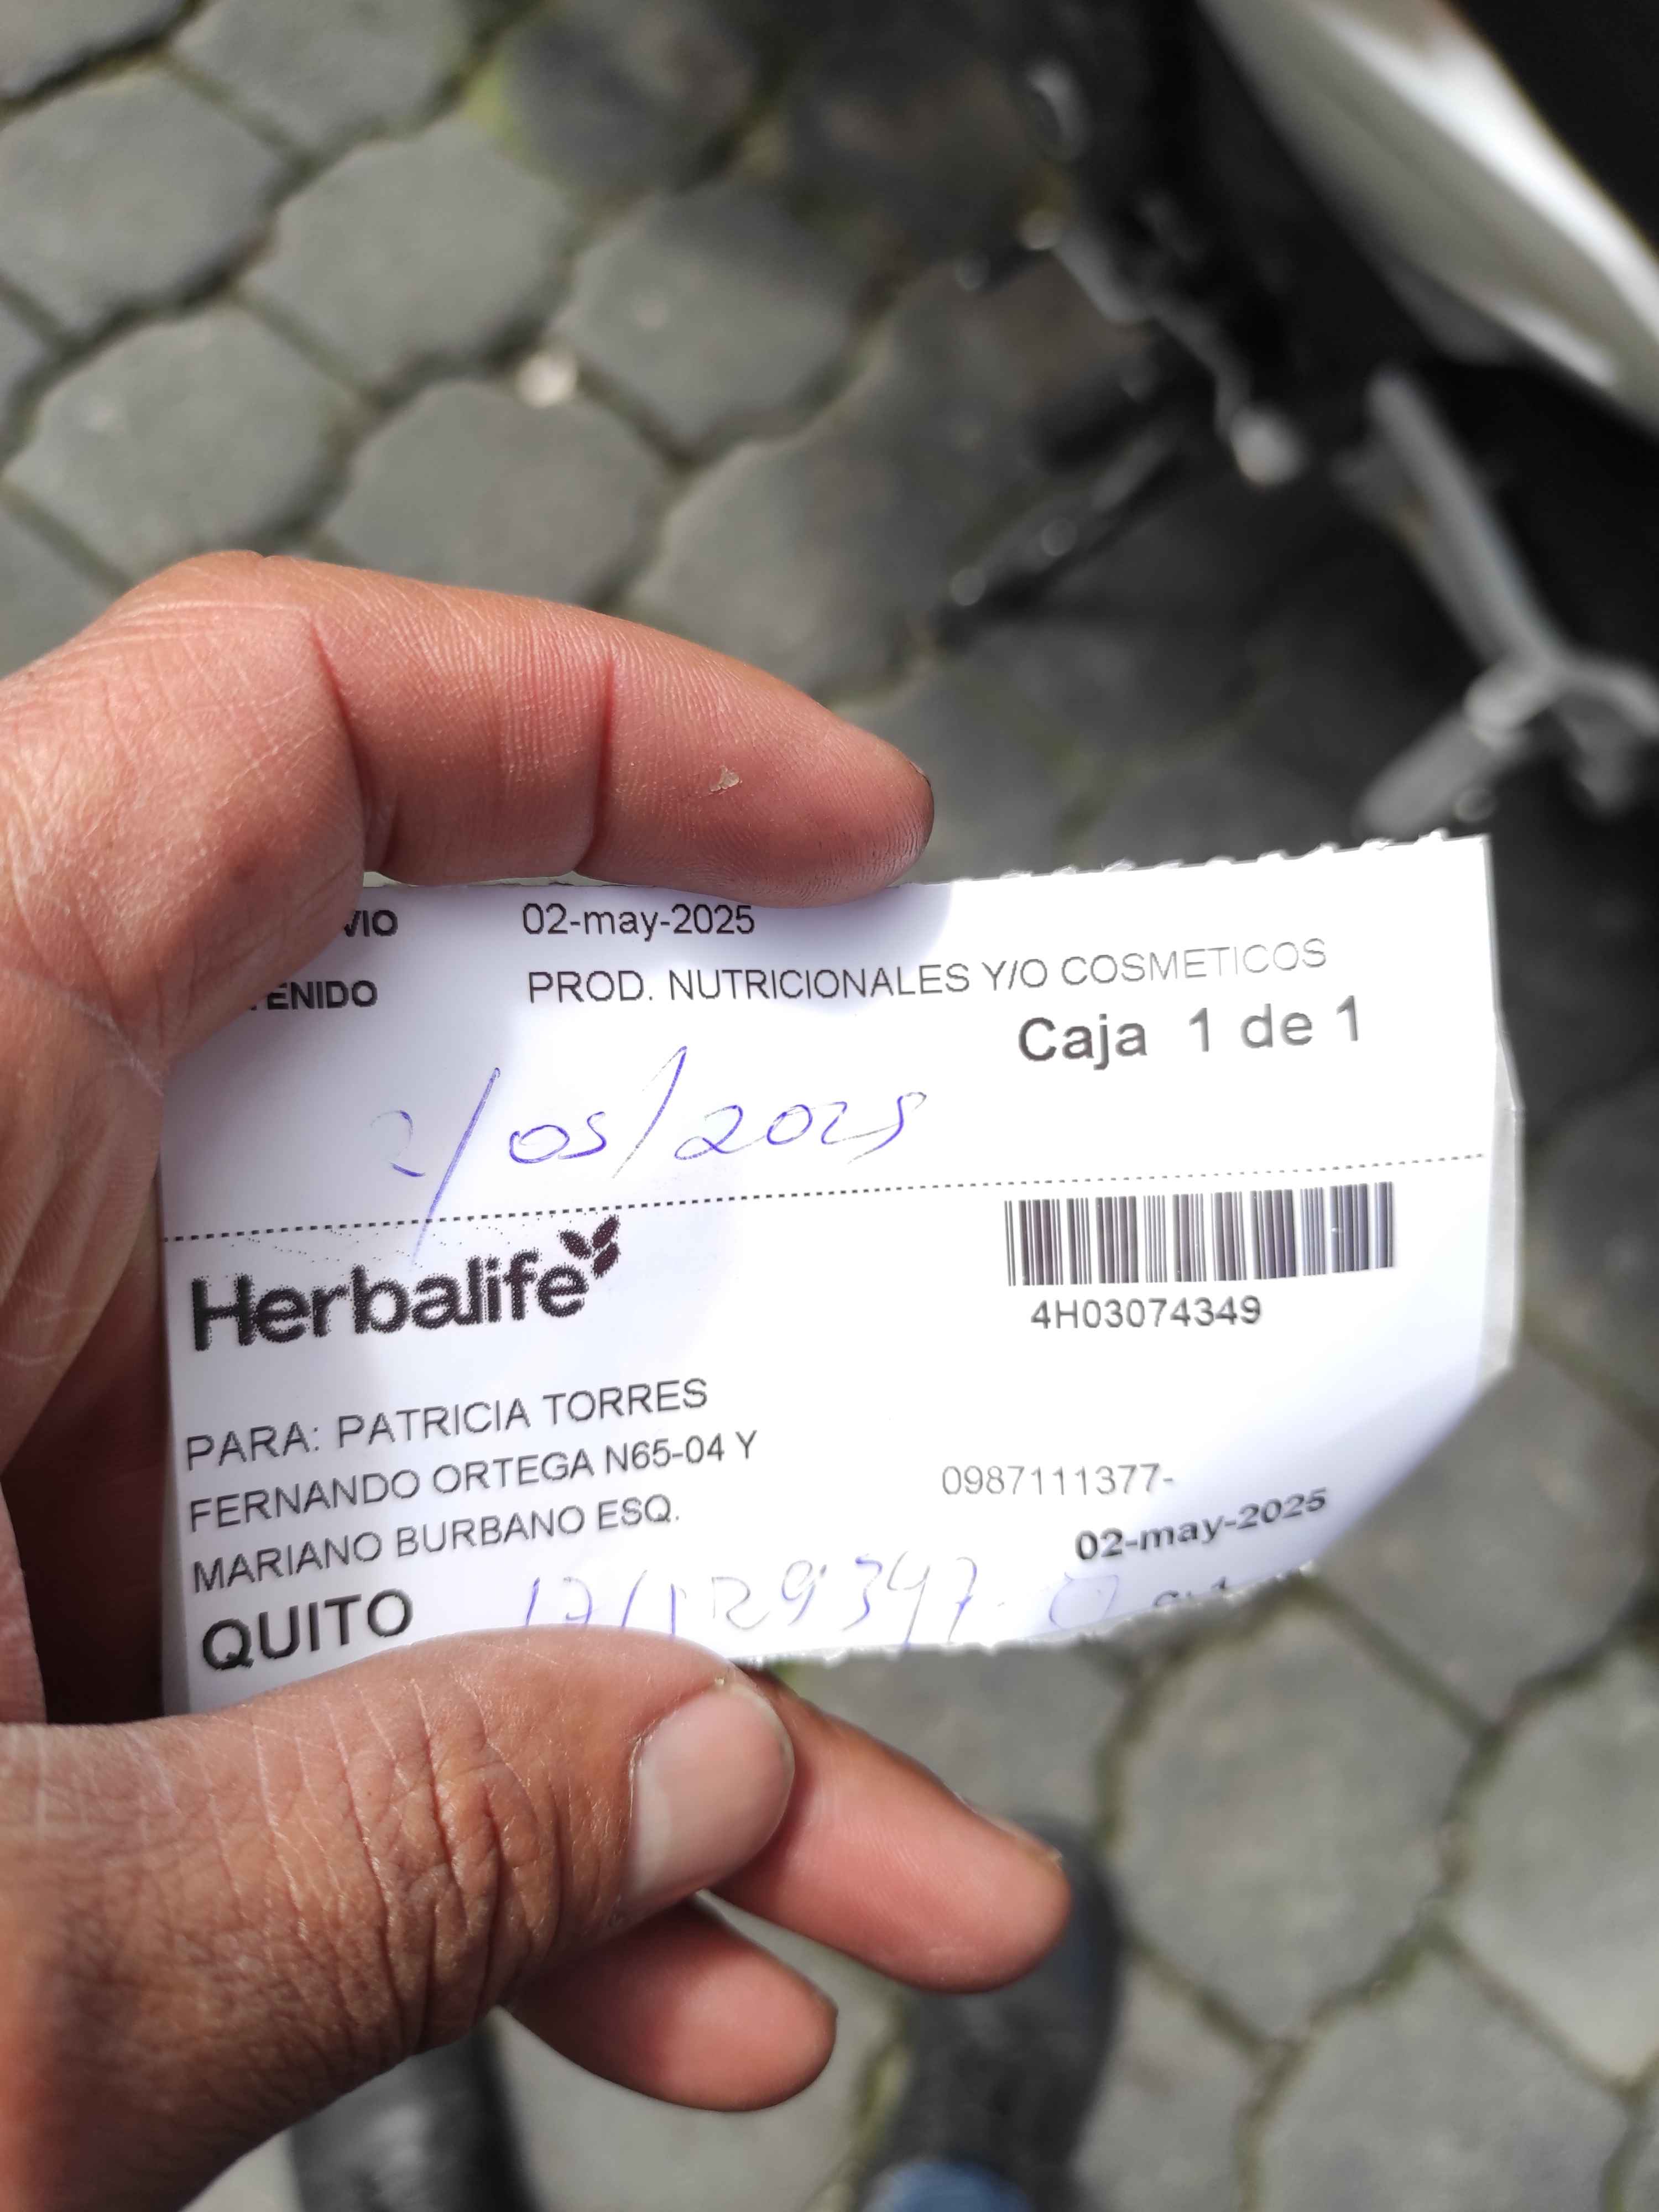 VIO 02-may-2025
TENIDO PROD. NUTRICIONALES Y/O COSMETICOS
Caja 1 de 1
2/05/2025
Herbalife
4H03074349
PARA: PATRICIA TORRES
FERNANDO ORTEGA N65-04 Y
MARIANO BURBANO ESQ.
0987111377-
02-may-2025
QUITO